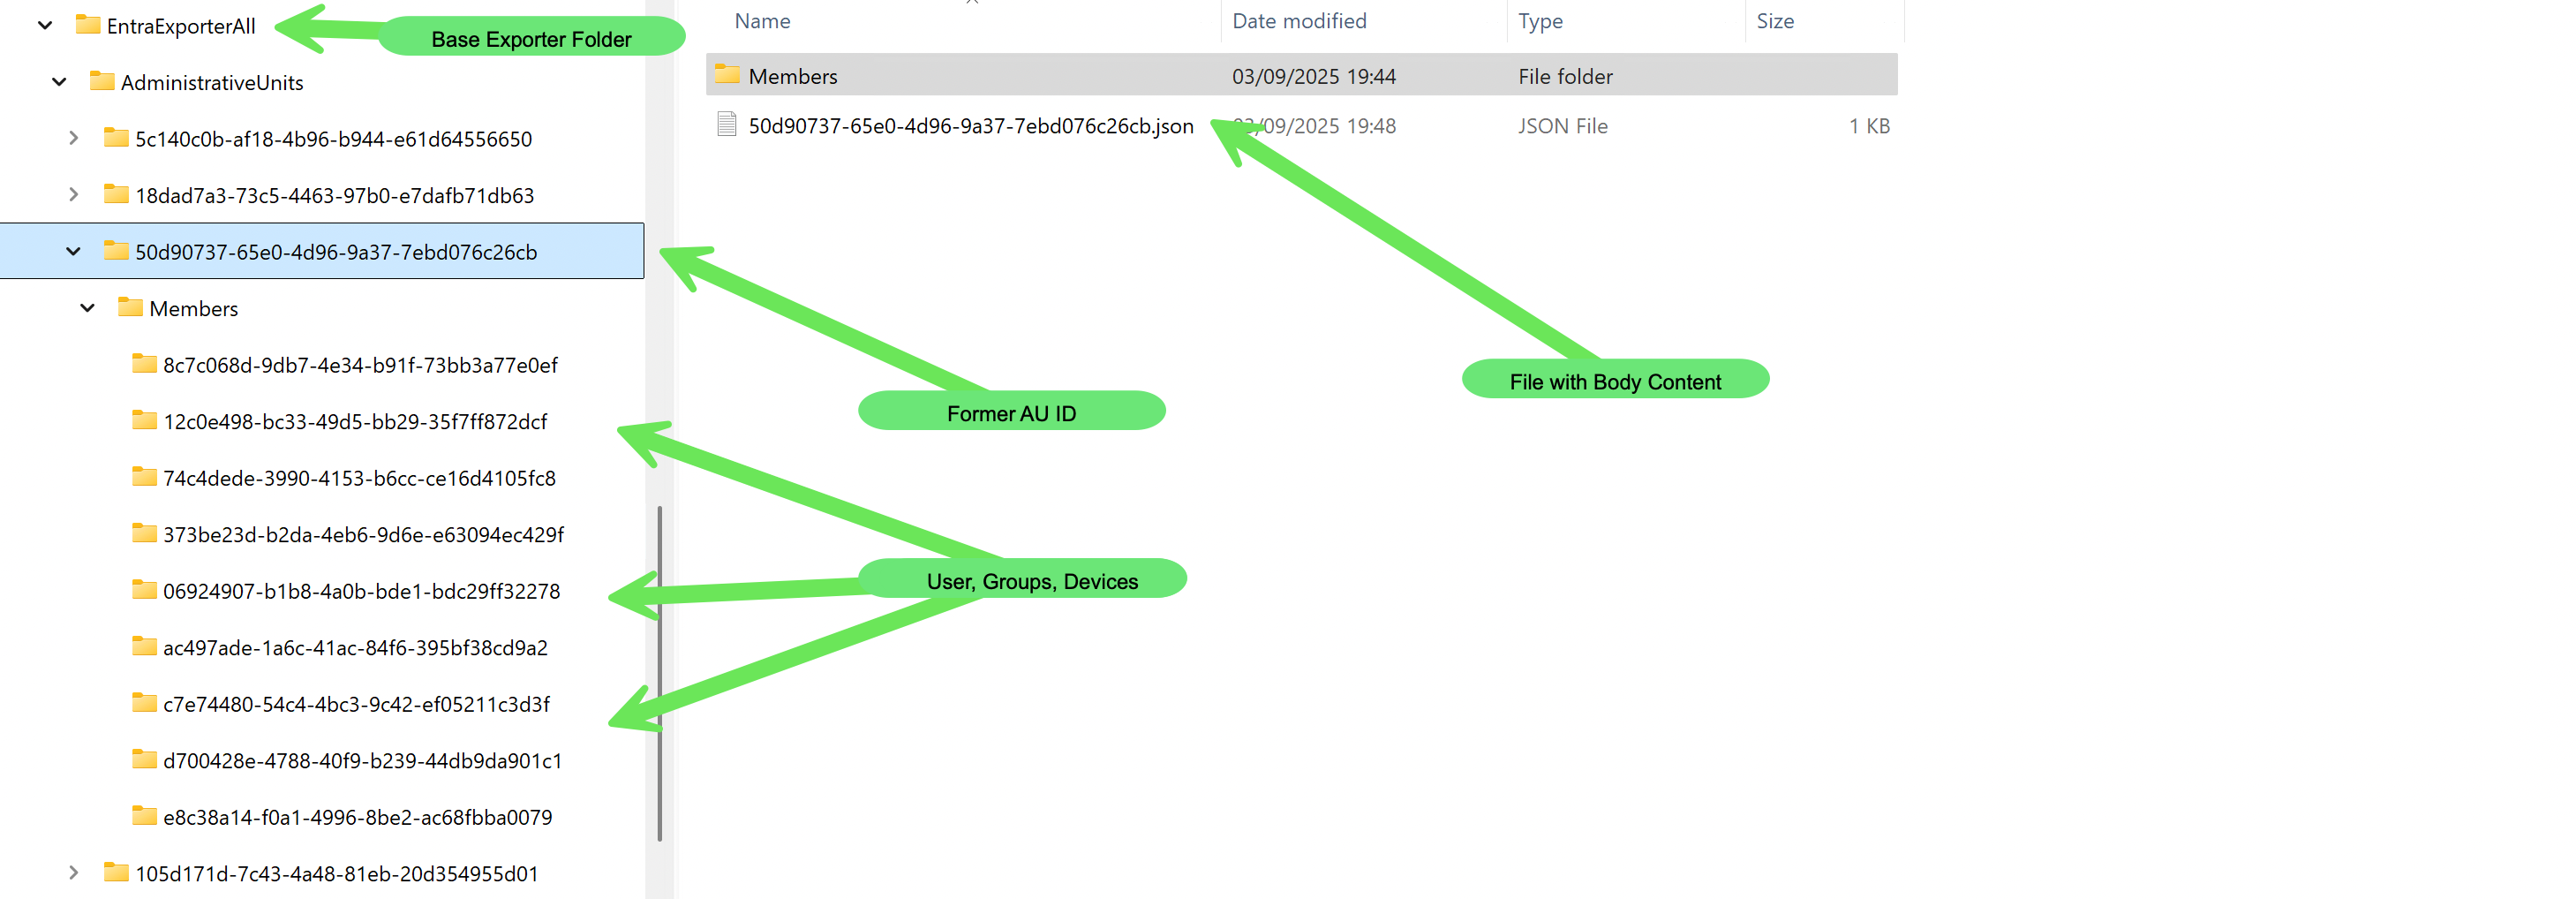 EntraExporterAll
Base Exporter Folder
AdministrativeUnits
5c140c0b-af18-4b96-b944-e61d64556650
18dad7a3-73c5-4463-97b0-e7dafb71db63
50d90737-65e0-4d96-9a37-7ebd076c26cb
Members
8c7c068d-9db7-4e34-b91f-73bb3a77e0ef
12c0e498-bc33-49d5-bb29-35f7ff872dcf
74c4dede-3990-4153-b6cc-ce16d4105fc8
373be23d-b2da-4eb6-9d6e-e63094ec429f
06924907-b1b8-4a0b-bde1-bdc29ff32278
ac497ade-1a6c-41ac-84f6-395bf38cd9a2
c7e74480-54c4-4bc3-9c42-ef05211c3d3f
d700428e-4788-40f9-b239-44db9da901c1
e8c38a14-f0a1-4996-8be2-ac68fbba0079
105d171d-7c43-4a48-81eb-20d354955d01
Name Date modified Type Size
Members 03/09/2025 19:44 File folder
50d90737-65e0-4d96-9a37-7ebd076c26cb.json 03/09/2025 19:48 JSON File 1 KB
File with Body Content
Former AU ID
User, Groups, Devices